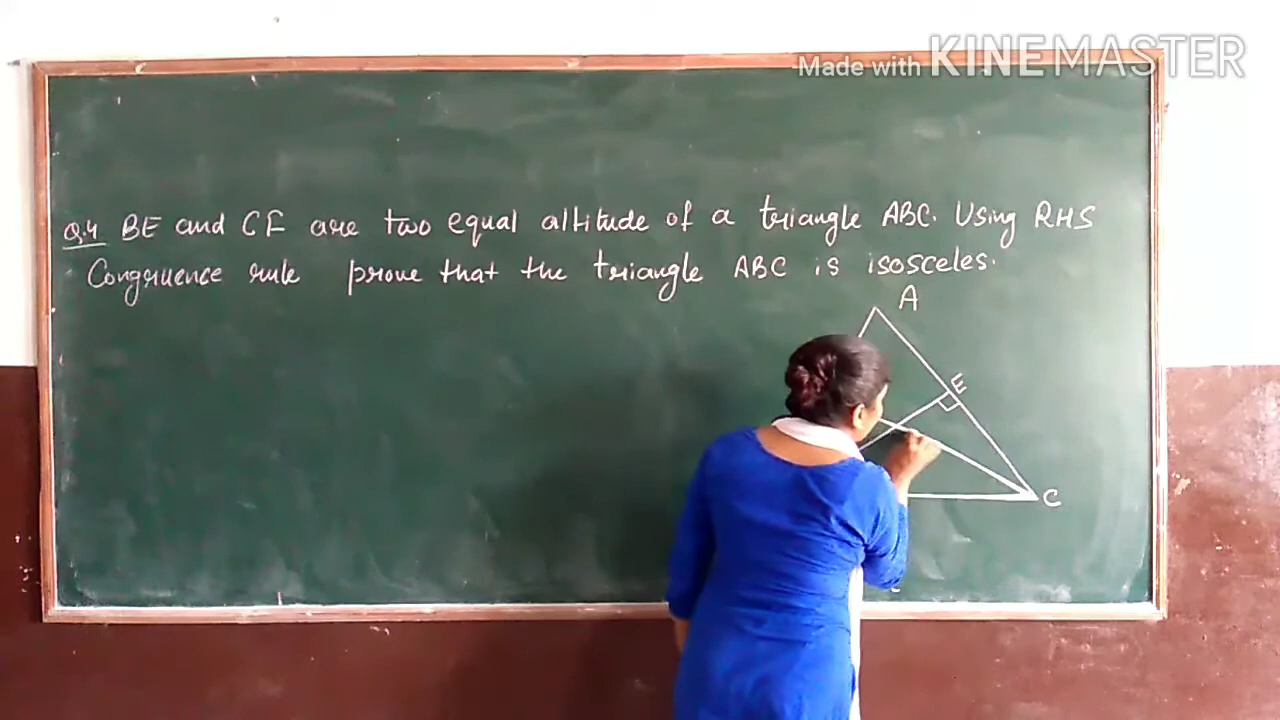 Made with KINEMASTER
Q.4 BE and CF are two equal altitude of a triangle ABC. Using RHS
Congruence rule prove that the triangle ABC is isosceles.
A
E
C